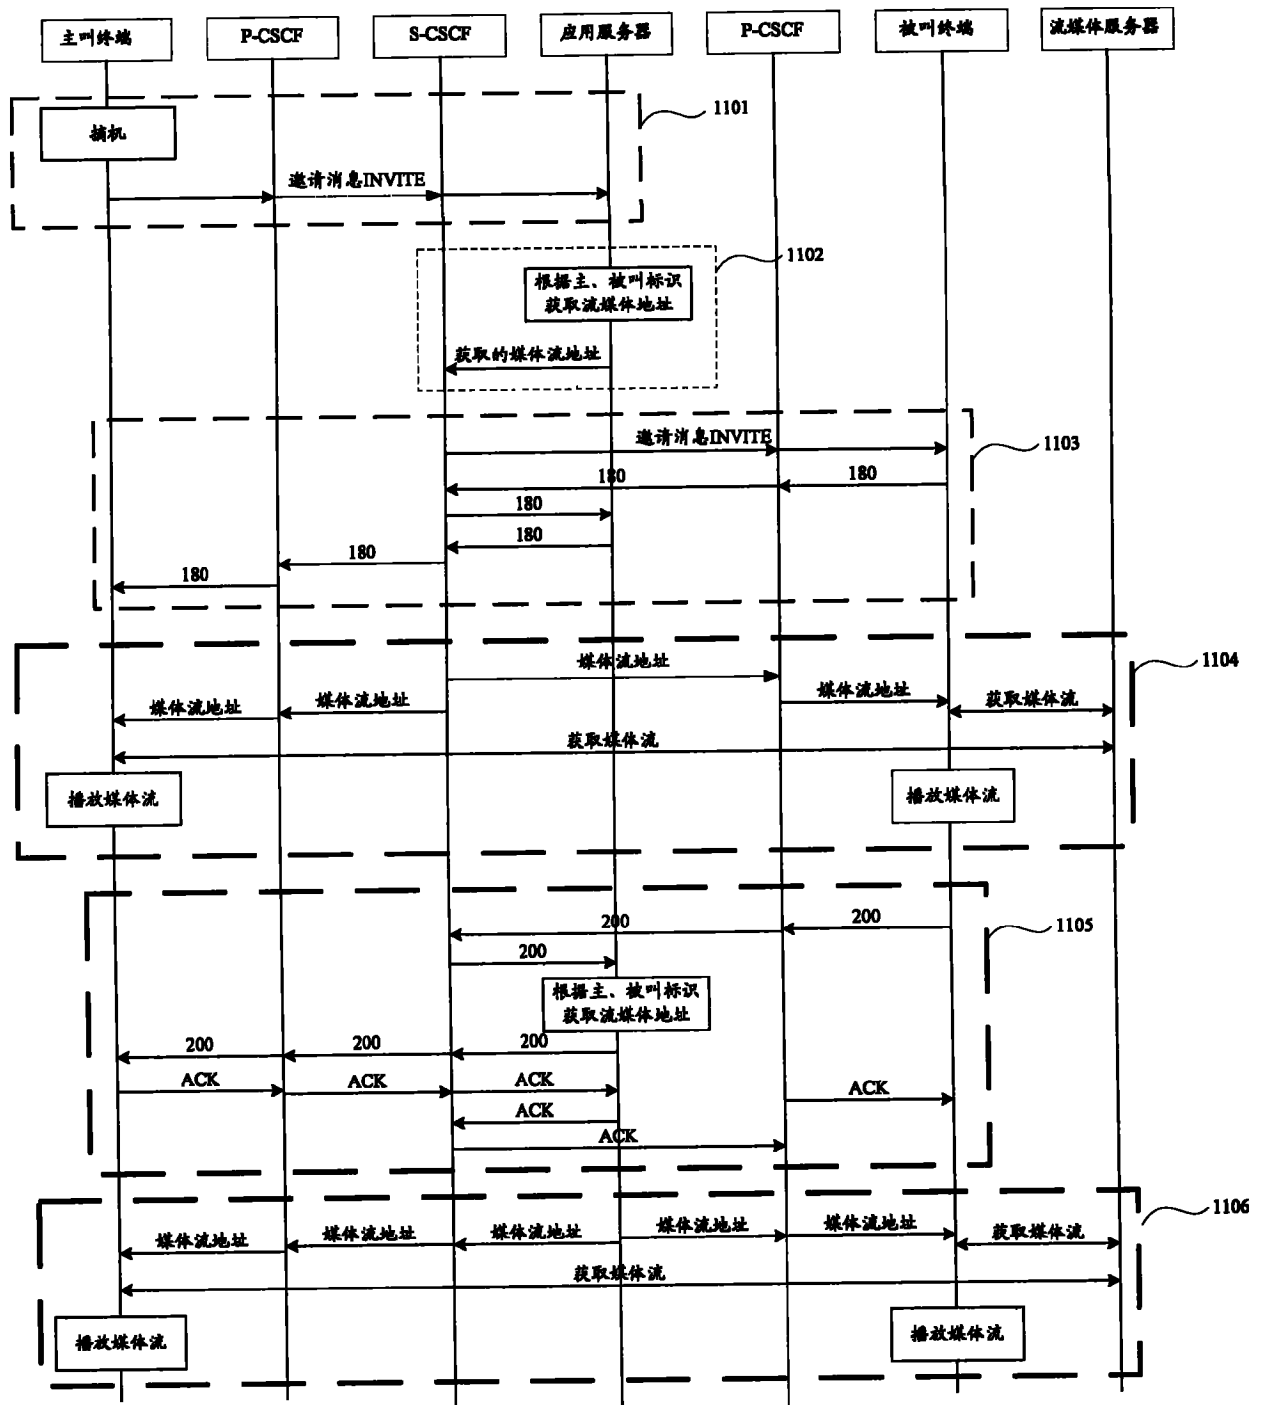 主叫终端
P-CSCF
S-CSCF
应用服务器
P-CSCF
被叫终端
流媒体服务器
摘机
1101
邀请消息INVITE
1102
根据主、被叫标识
获取流媒体地址
获取的媒体流地址
邀请消息INVITE
1103
180
180
180
180
180
180
媒体流地址
1104
媒体流地址
媒体流地址
媒体流地址
获取媒体流
获取媒体流
播放媒体流
播放媒体流
200
200
1105
200
根据主、被叫标识
获取流媒体地址
200
200
200
ACK
ACK
ACK
ACK
ACK
ACK
1106
媒体流地址
媒体流地址
媒体流地址
媒体流地址
媒体流地址
获取媒体流
获取媒体流
播放媒体流
播放媒体流